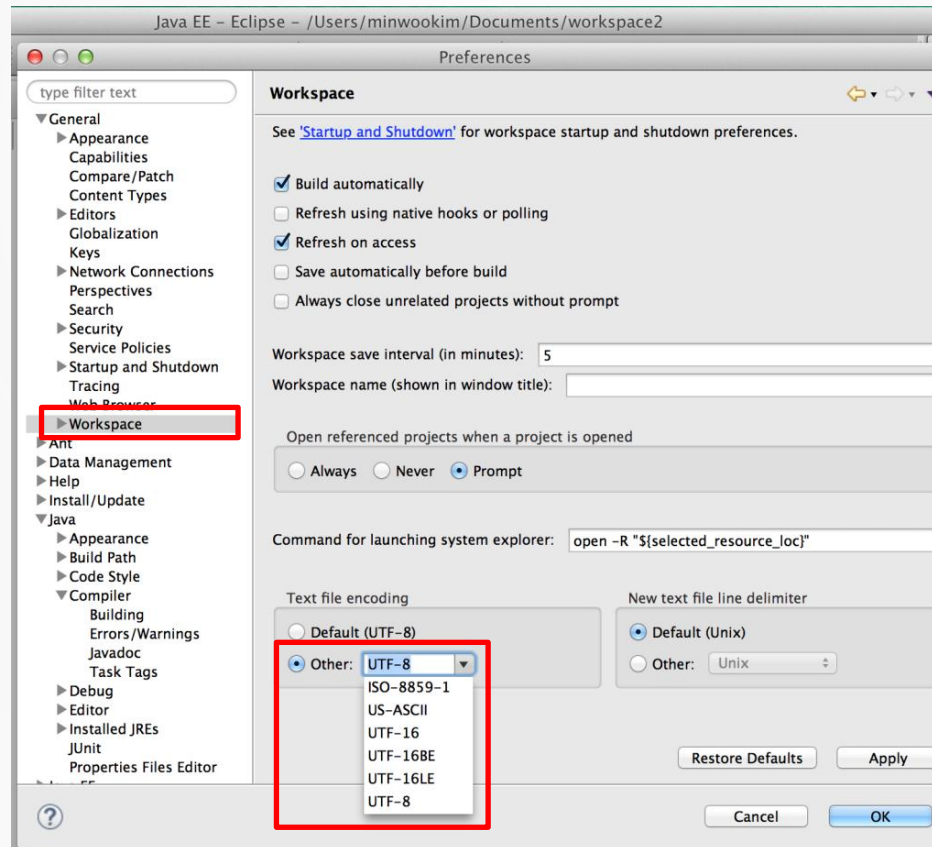 Java EE – Eclipse – /Users/minwookim/Documents/workspace2
Preferences
type filter text
General
Appearance
Capabilities
Compare/Patch
Content Types
Editors
Globalization
Keys
Network Connections
Perspectives
Search
Security
Service Policies
Startup and Shutdown
Tracing
Web Browser
Workspace
Ant
Data Management
Help
Install/Update
Java
Appearance
Build Path
Code Style
Compiler
Building
Errors/Warnings
Javadoc
Task Tags
Debug
Editor
Installed JREs
JUnit
Properties Files Editor
Workspace
See 'Startup and Shutdown' for workspace startup and shutdown preferences.
Build automatically
Refresh using native hooks or polling
Refresh on access
Save automatically before build
Always close unrelated projects without prompt
Workspace save interval (in minutes): 5
Workspace name (shown in window title):
Open referenced projects when a project is opened
Always Never Prompt
Command for launching system explorer: open -R "${selected_resource_loc}"
Text file encoding
Default (UTF-8)
Other: UTF-8
ISO-8859-1
US-ASCII
UTF-16
UTF-16BE
UTF-16LE
UTF-8
New text file line delimiter
Default (Unix)
Other: Unix
Restore Defaults Apply
? Cancel OK